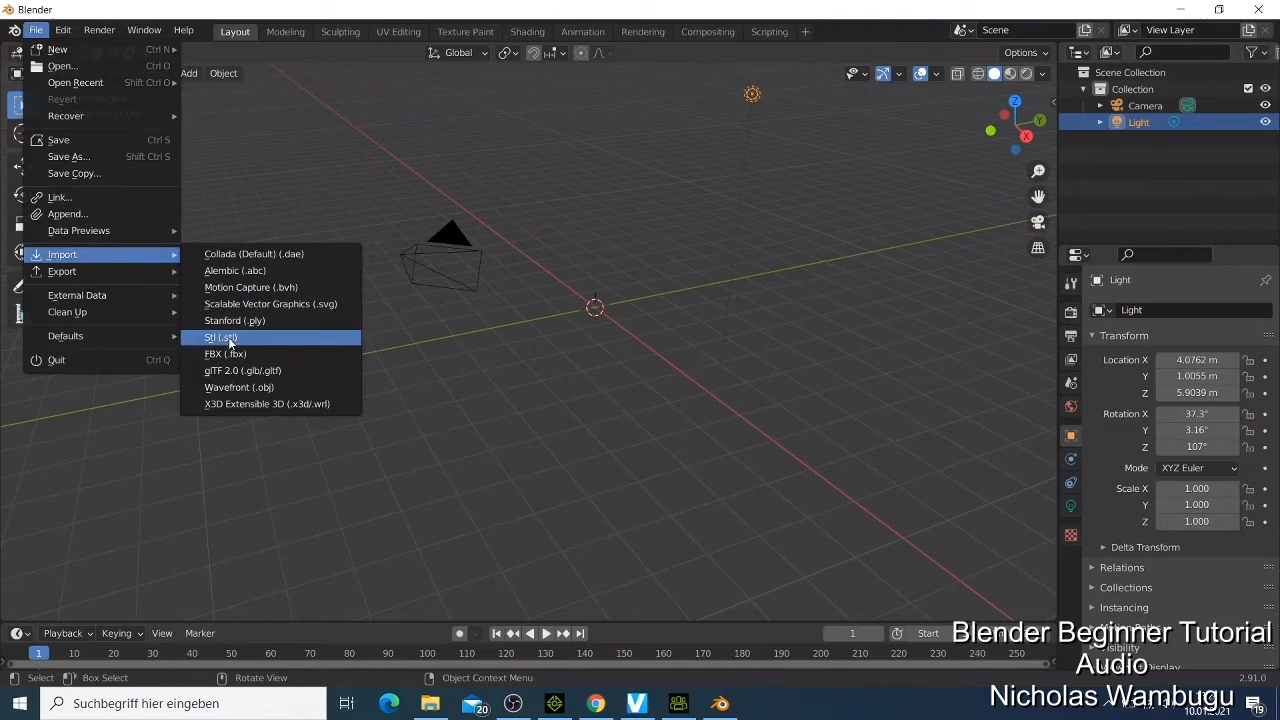 Blender
File Edit Render Window Help Layout Modeling Sculpting UV Editing Texture Paint Shading Animation Rendering Compositing Scripting + Scene View Layer
Global Options
Add Object
New Ctrl N
Open... Ctrl O
Open Recent Shift Ctrl O
Revert
Recover
Save Ctrl S
Save As... Shift Ctrl S
Save Copy...
Link...
Append...
Data Previews
Import
Export
External Data
Clean Up
Defaults
Quit Ctrl Q
Collada (Default) (.dae)
Alembic (.abc)
Motion Capture (.bvh)
Scalable Vector Graphics (.svg)
Stanford (.ply)
Stl (.stl)
FBX (.fbx)
glTF 2.0 (.glb/.gltf)
Wavefront (.obj)
X3D Extensible 3D (.x3d/.wrl)
Z
Y
X
Scene Collection
Collection
Camera
Light
Light
Light
Transform
Location X 4.0762 m
Y 1.0055 m
Z 5.9039 m
Rotation X 37.3°
Y 3.16°
Z 107°
Mode XYZ Euler
Scale X 1.000
Y 1.000
Z 1.000
Delta Transform
Relations
Collections
Instancing
Visibility
Playback Keying View Marker 1 Start
1 10 20 30 40 50 60 70 80 90 100 110 120 130 140 150 160 170 180 190 200 210 220 230 240 250
Select Box Select Rotate View Object Context Menu 2.91.0
Blender Beginner Tutorial
Audio
Nicholas Wambugu
Suchbegriff hier eingeben 20 10.01.2021 19